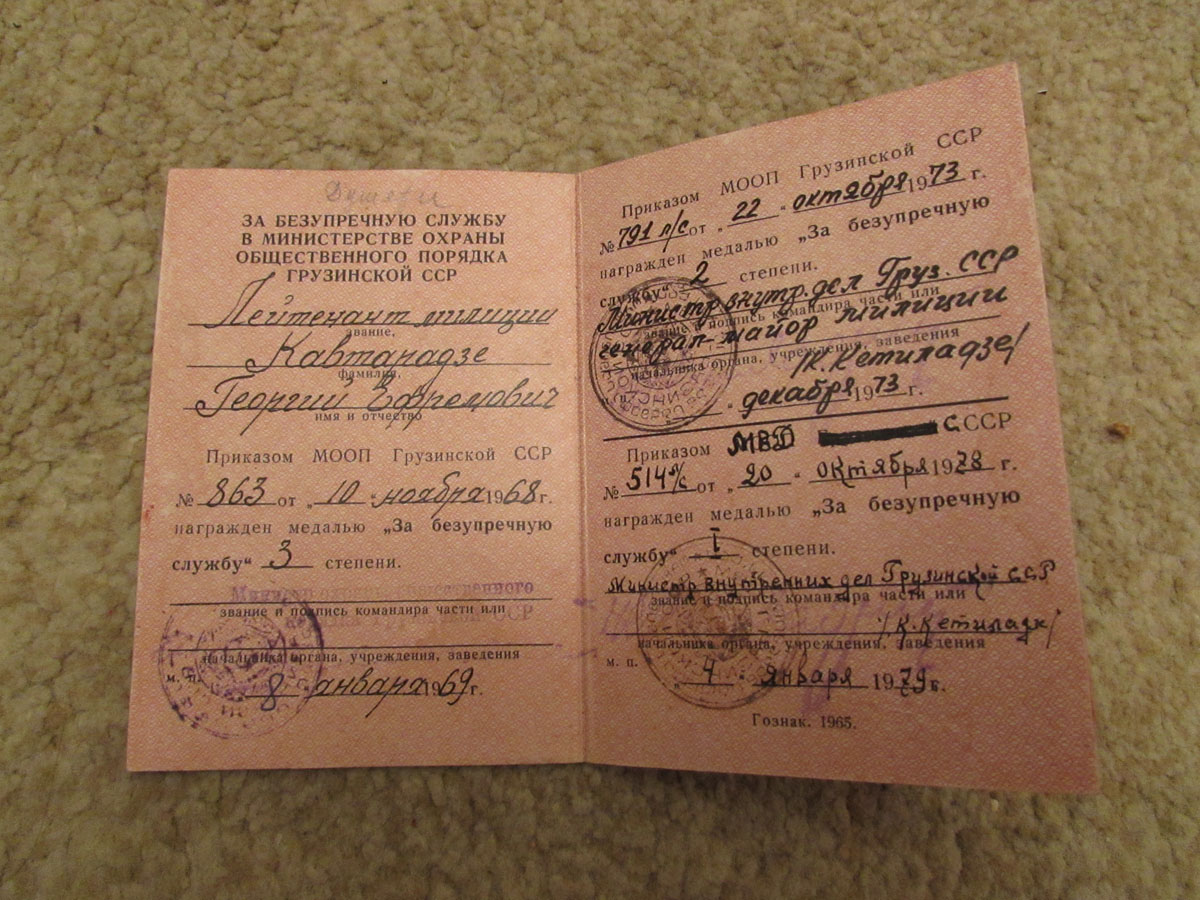 Душети
ЗА БЕЗУПРЕЧНУЮ СЛУЖБУ
В МИНИСТЕРСТВЕ ОХРАНЫ
ОБЩЕСТВЕННОГО ПОРЯДКА
ГРУЗИНСКОЙ ССР
Лейтенант милиции
звание,
Кавтарадзе
фамилия,
Георгий Ефремович
имя и отчество
Приказом МООП Грузинской ССР
№ 863 от „ 10 “ ноября 1968 г.
награжден медалью „За безупречную
службу“ 3 степени.
звание и подпись командира части или
начальника органа, учреждения, заведения
м. п. „ 8 “ января 1969 г.
Приказом МООП Грузинской ССР
№ 791 л/с от „ 22 “ октября 1973 г.
награжден медалью „За безупречную
службу“ 2 степени.
Министр внутр. дел Груз. ССР
звание и подпись командира части или
генерал-майор милиции
начальника органа, учреждения, заведения
/К. Кетиладзе/
декабря 1973 г.
Приказом МВД СССР
№ 514 л/с от „ 20 “ октября 1978 г.
награжден медалью „За безупречную
службу“ I степени.
Министр внутренних дел Грузинской ССР
звание и подпись командира части или
/К. Кетиладзе/
начальника органа, учреждения, заведения
м. п. „ 4 “ января 1979 г.
Гознак. 1965.